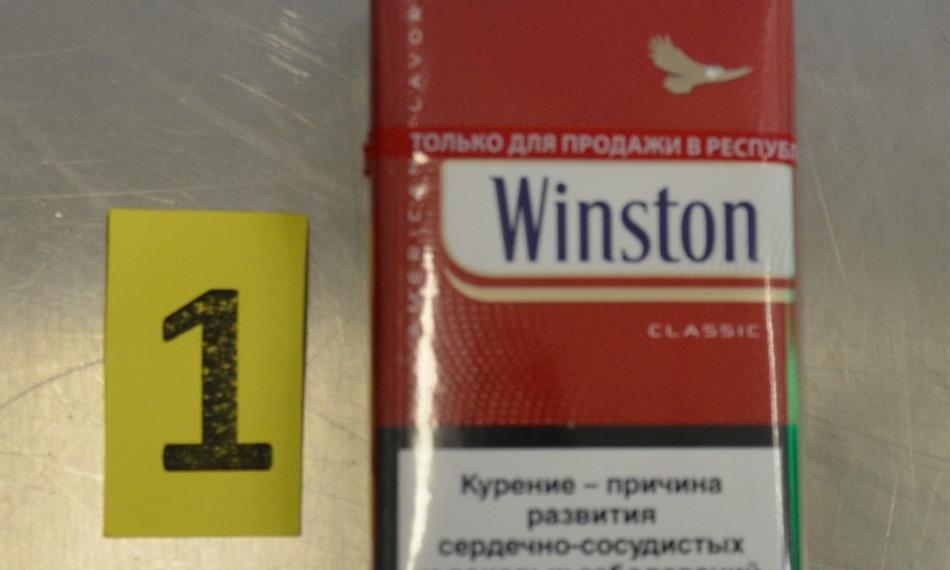 AMERICAN FLAVOR
ТОЛЬКО ДЛЯ ПРОДАЖИ В РЕСПУБ
Winston
CLASSIC
1
Курение – причина
развития
сердечно-сосудистых